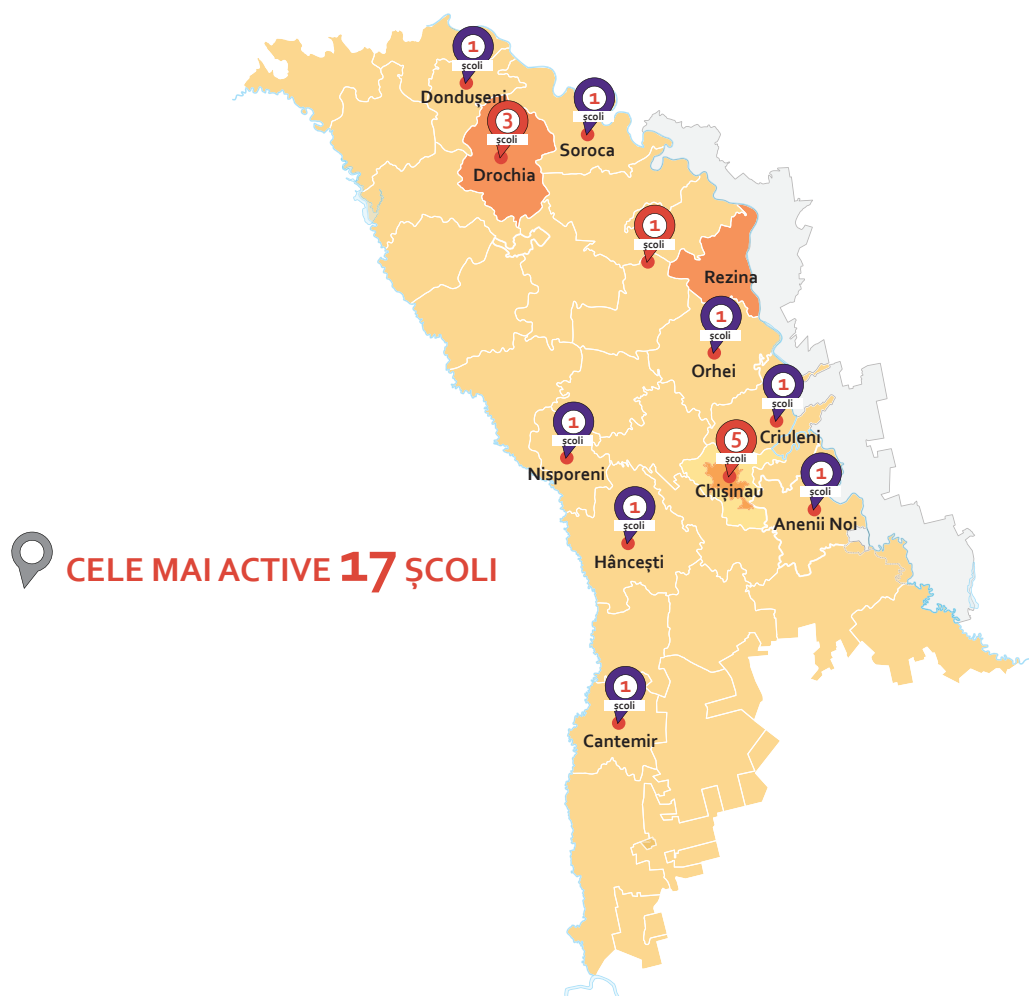 1
școli
Dondușeni
1
școli
Soroca
3
școli
Drochia
1
școli
Rezina
1
școli
Orhei
1
școli
Criuleni
1
școli
Nisporeni
5
școli
Chișinau
1
școli
Anenii Noi
1
școli
Hâncești
CELE MAI ACTIVE 17 ȘCOLI
1
școli
Cantemir